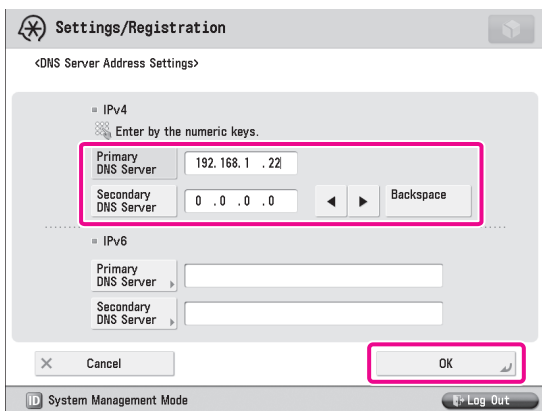 Settings/Registration
<DNS Server Address Settings>
IPv4
Enter by the numeric keys.
Primary
DNS Server
192.168.1 .22
Secondary
DNS Server
0 .0 .0 .0
Backspace
IPv6
Primary
DNS Server
Secondary
DNS Server
Cancel
OK
ID System Management Mode
Log Out